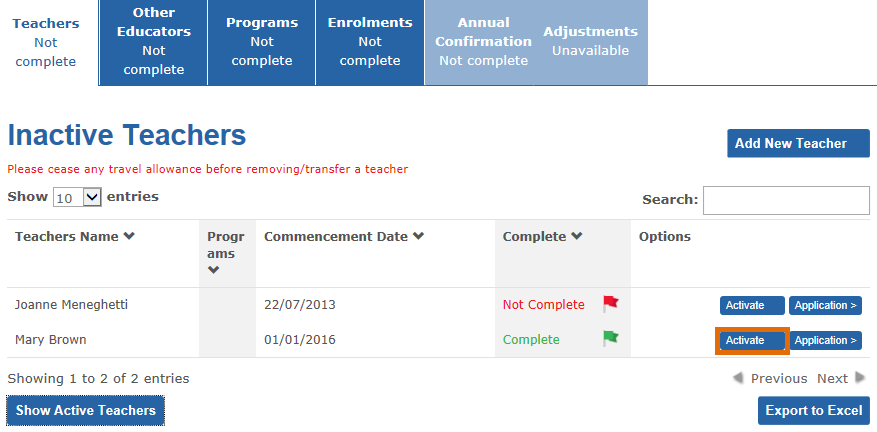 Teachers
Not
complete
Other
Educators
Not
complete
Programs
Not
complete
Enrolments
Not
complete
Annual
Confirmation
Not complete
Adjustments
Unavailable
Inactive Teachers
Add New Teacher
Please cease any travel allowance before removing/transfer a teacher
Show 10 entries
Search:
Teachers Name
Progr
ams
Commencement Date
Complete
Options
Joanne Meneghetti 22/07/2013 Not Complete Activate Application >
Mary Brown 01/01/2016 Complete Activate Application >
Showing 1 to 2 of 2 entries
Previous Next
Show Active Teachers
Export to Excel